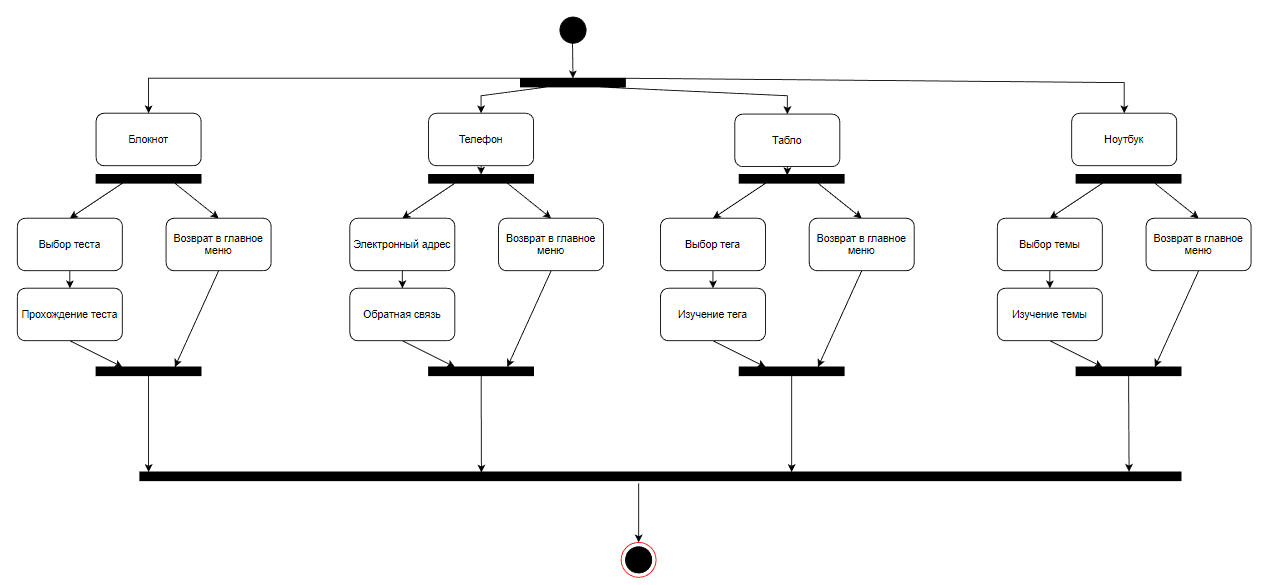 Блокнот
Телефон
Табло
Ноутбук
Выбор теста
Возврат в главное
меню
Электронный адрес
Возврат в главное
меню
Выбор тега
Возврат в главное
меню
Выбор темы
Возврат в главное
меню
Прохождение теста
Обратная связь
Изучение тега
Изучение темы